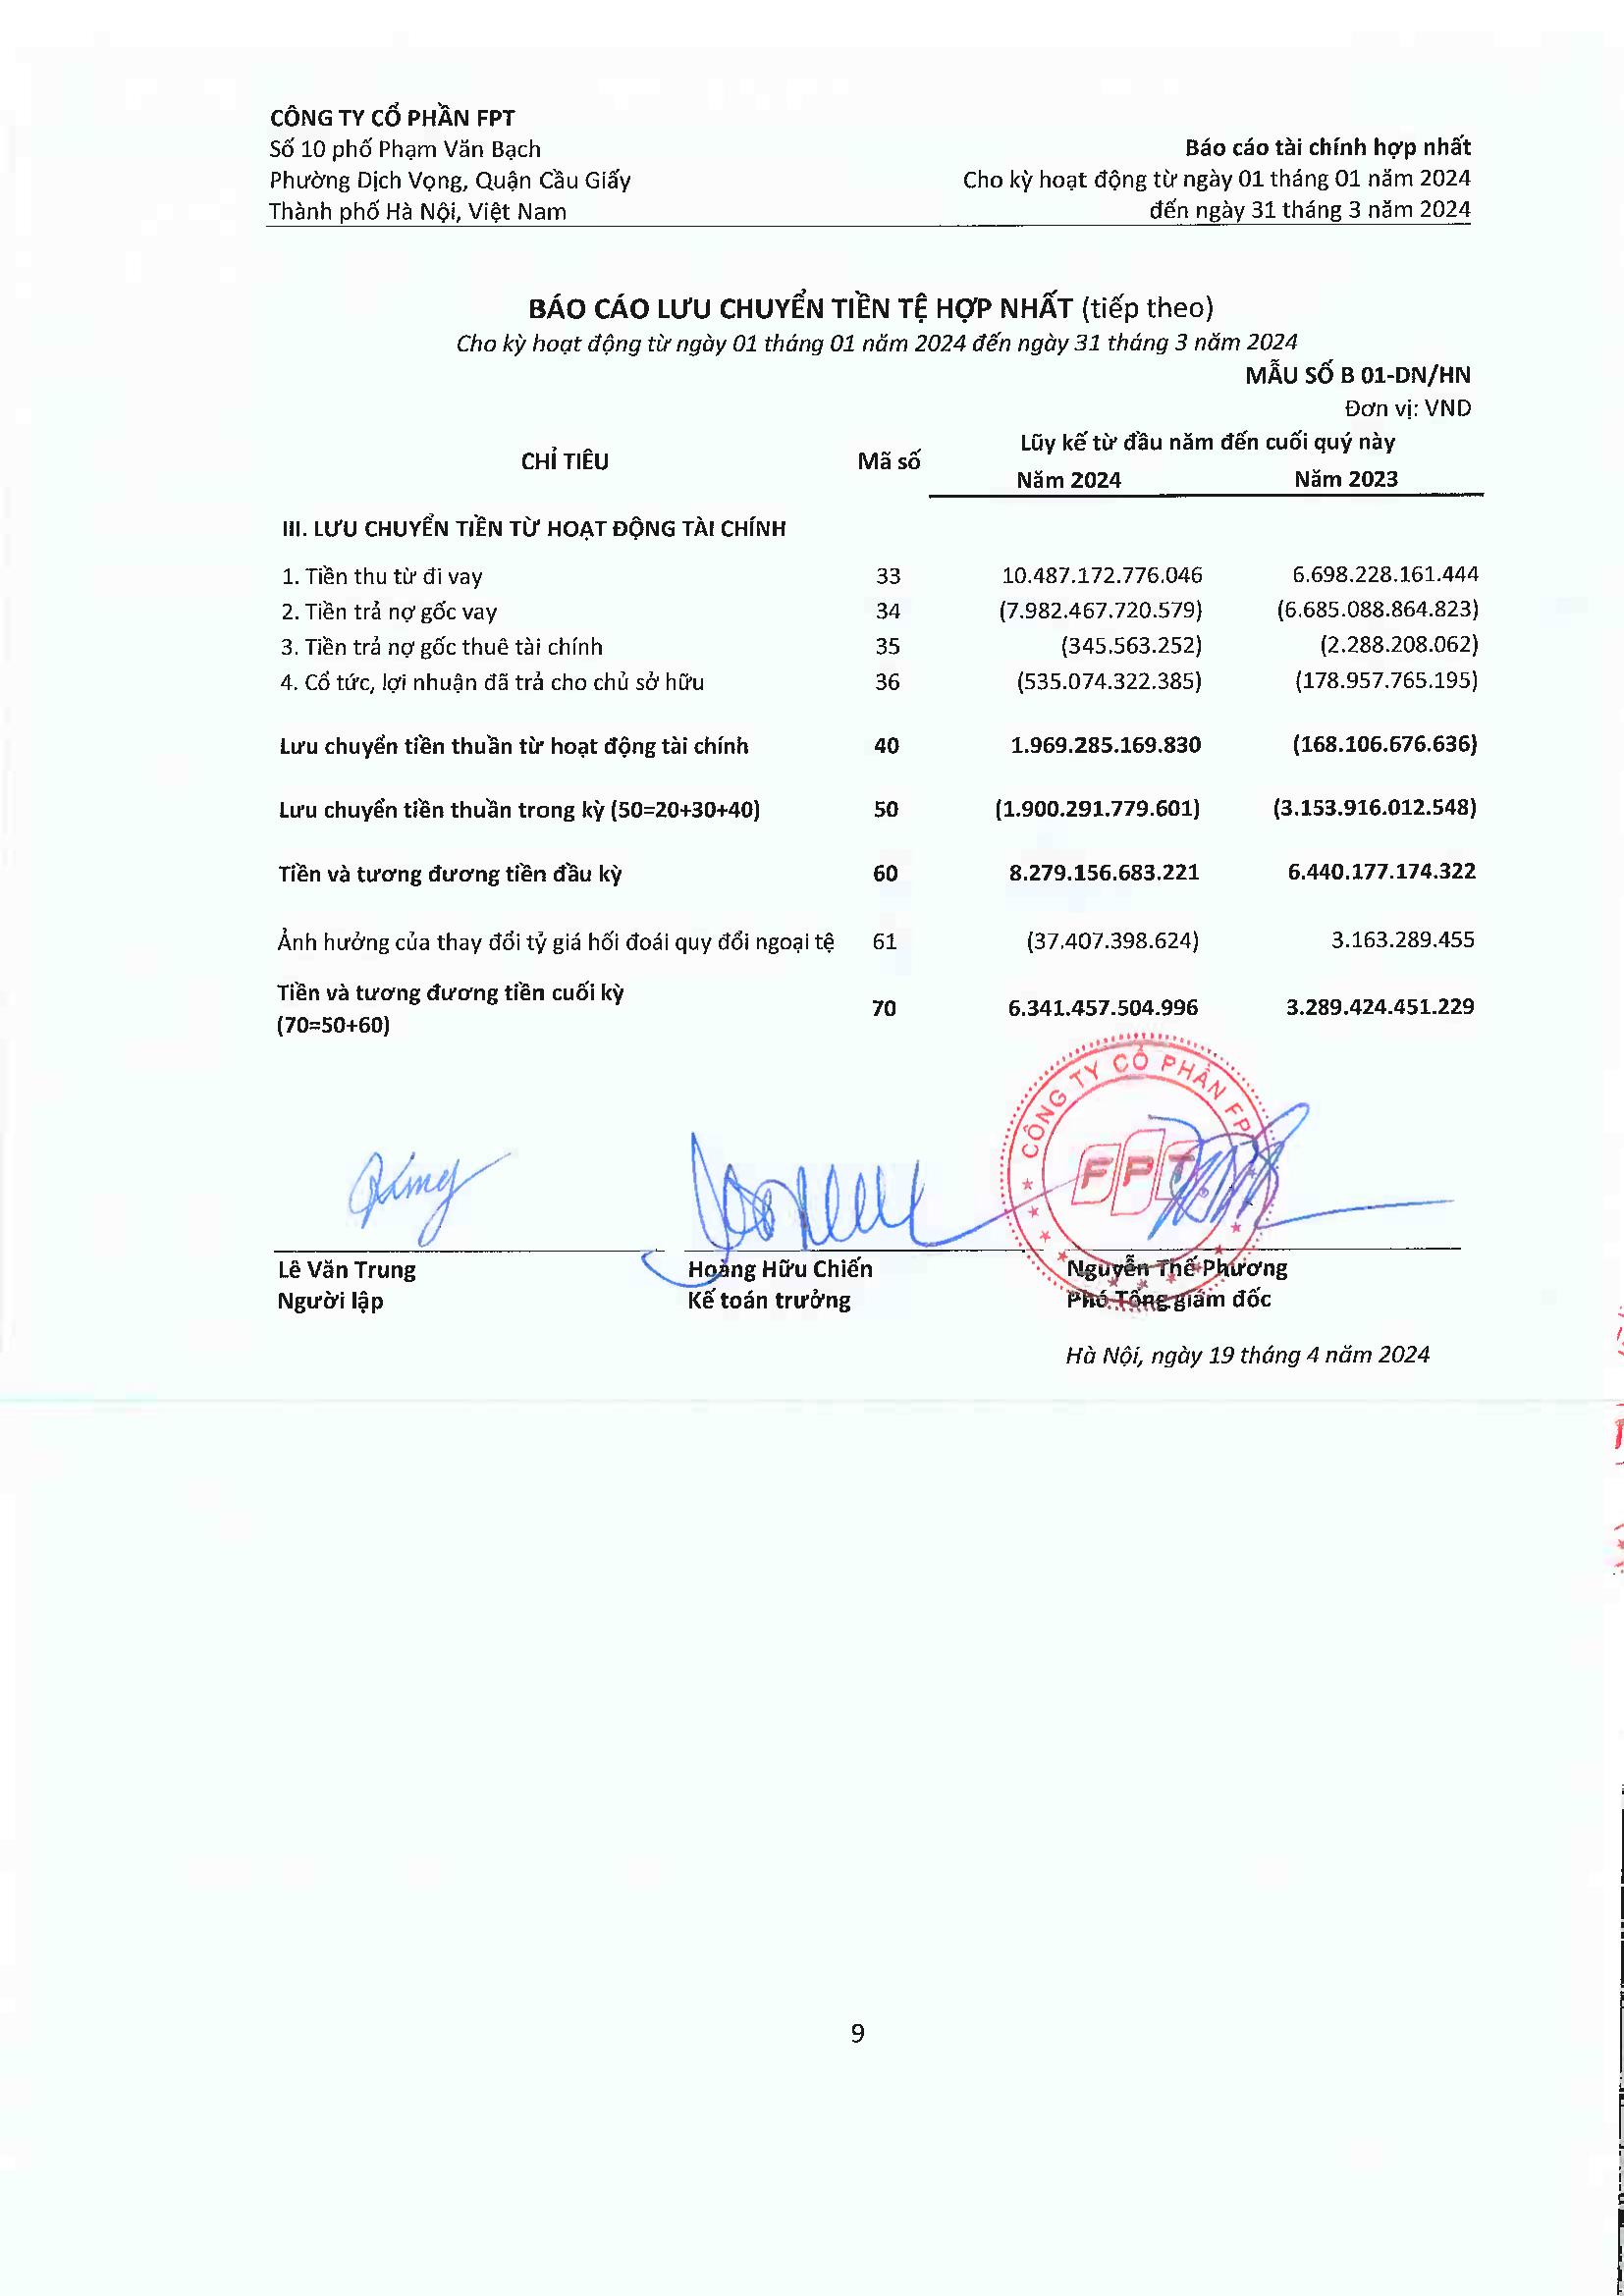 CÔNG TY CỔ PHẦN FPT
Số 10 phố Phạm Văn Bạch
Phường Dịch Vọng, Quận Cầu Giấy
Thành phố Hà Nội, Việt Nam
Báo cáo tài chính hợp nhất
Cho kỳ hoạt động từ ngày 01 tháng 01 năm 2024
đến ngày 31 tháng 3 năm 2024
BÁO CÁO LƯU CHUYỂN TIỀN TỆ HỢP NHẤT (tiếp theo)
Cho kỳ hoạt động từ ngày 01 tháng 01 năm 2024 đến ngày 31 tháng 3 năm 2024
MẪU SỐ B 01-DN/HN
Đơn vị: VND
CHỈ TIÊU Mã số Lũy kế từ đầu năm đến cuối quý này
Năm 2024 Năm 2023
III. LƯU CHUYỂN TIỀN TỪ HOẠT ĐỘNG TÀI CHÍNH
1. Tiền thu từ đi vay 33 10.487.172.776.046 6.698.228.161.444
2. Tiền trả nợ gốc vay 34 (7.982.467.720.579) (6.685.088.864.823)
3. Tiền trả nợ gốc thuê tài chính 35 (345.563.252) (2.288.208.062)
4. Cổ tức, lợi nhuận đã trả cho chủ sở hữu 36 (535.074.322.385) (178.957.765.195)
Lưu chuyển tiền thuần từ hoạt động tài chính 40 1.969.285.169.830 (168.106.676.636)
Lưu chuyển tiền thuần trong kỳ (50=20+30+40) 50 (1.900.291.779.601) (3.153.916.012.548)
Tiền và tương đương tiền đầu kỳ 60 8.279.156.683.221 6.440.177.174.322
Ảnh hưởng của thay đổi tỷ giá hối đoái quy đổi ngoại tệ 61 (37.407.398.624) 3.163.289.455
Tiền và tương đương tiền cuối kỳ
(70=50+60) 70 6.341.457.504.996 3.289.424.451.229
CÔNG TY CỔ PHẦN FPT
FPT
Lê Văn Trung
Người lập
Hoàng Hữu Chiến
Kế toán trưởng
Nguyễn Thế Phương
Phó Tổng giám đốc
Hà Nội, ngày 19 tháng 4 năm 2024
9